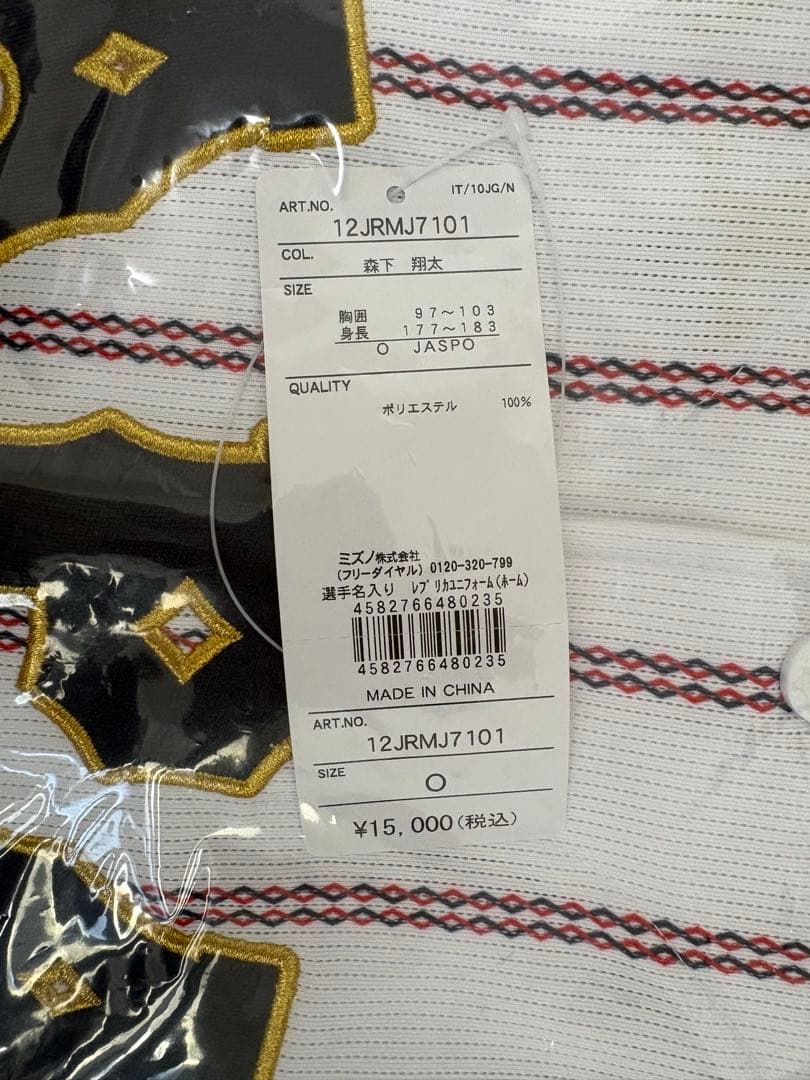 IT/10JG/N
ART.NO.
12JRMJ7101
COL.
森下 翔太
SIZE
胸囲 97～103
身長 177～183
O JASPO
QUALITY
ポリエステル 100%
ミズノ株式会社
(フリーダイヤル) 0120-320-799
選手名入り ﾚﾌﾟﾘｶユニフォーム(ﾎｰﾑ)
4582766480235
4582766480235
MADE IN CHINA
ART.NO.
12JRMJ7101
SIZE
O
¥15,000(税込)